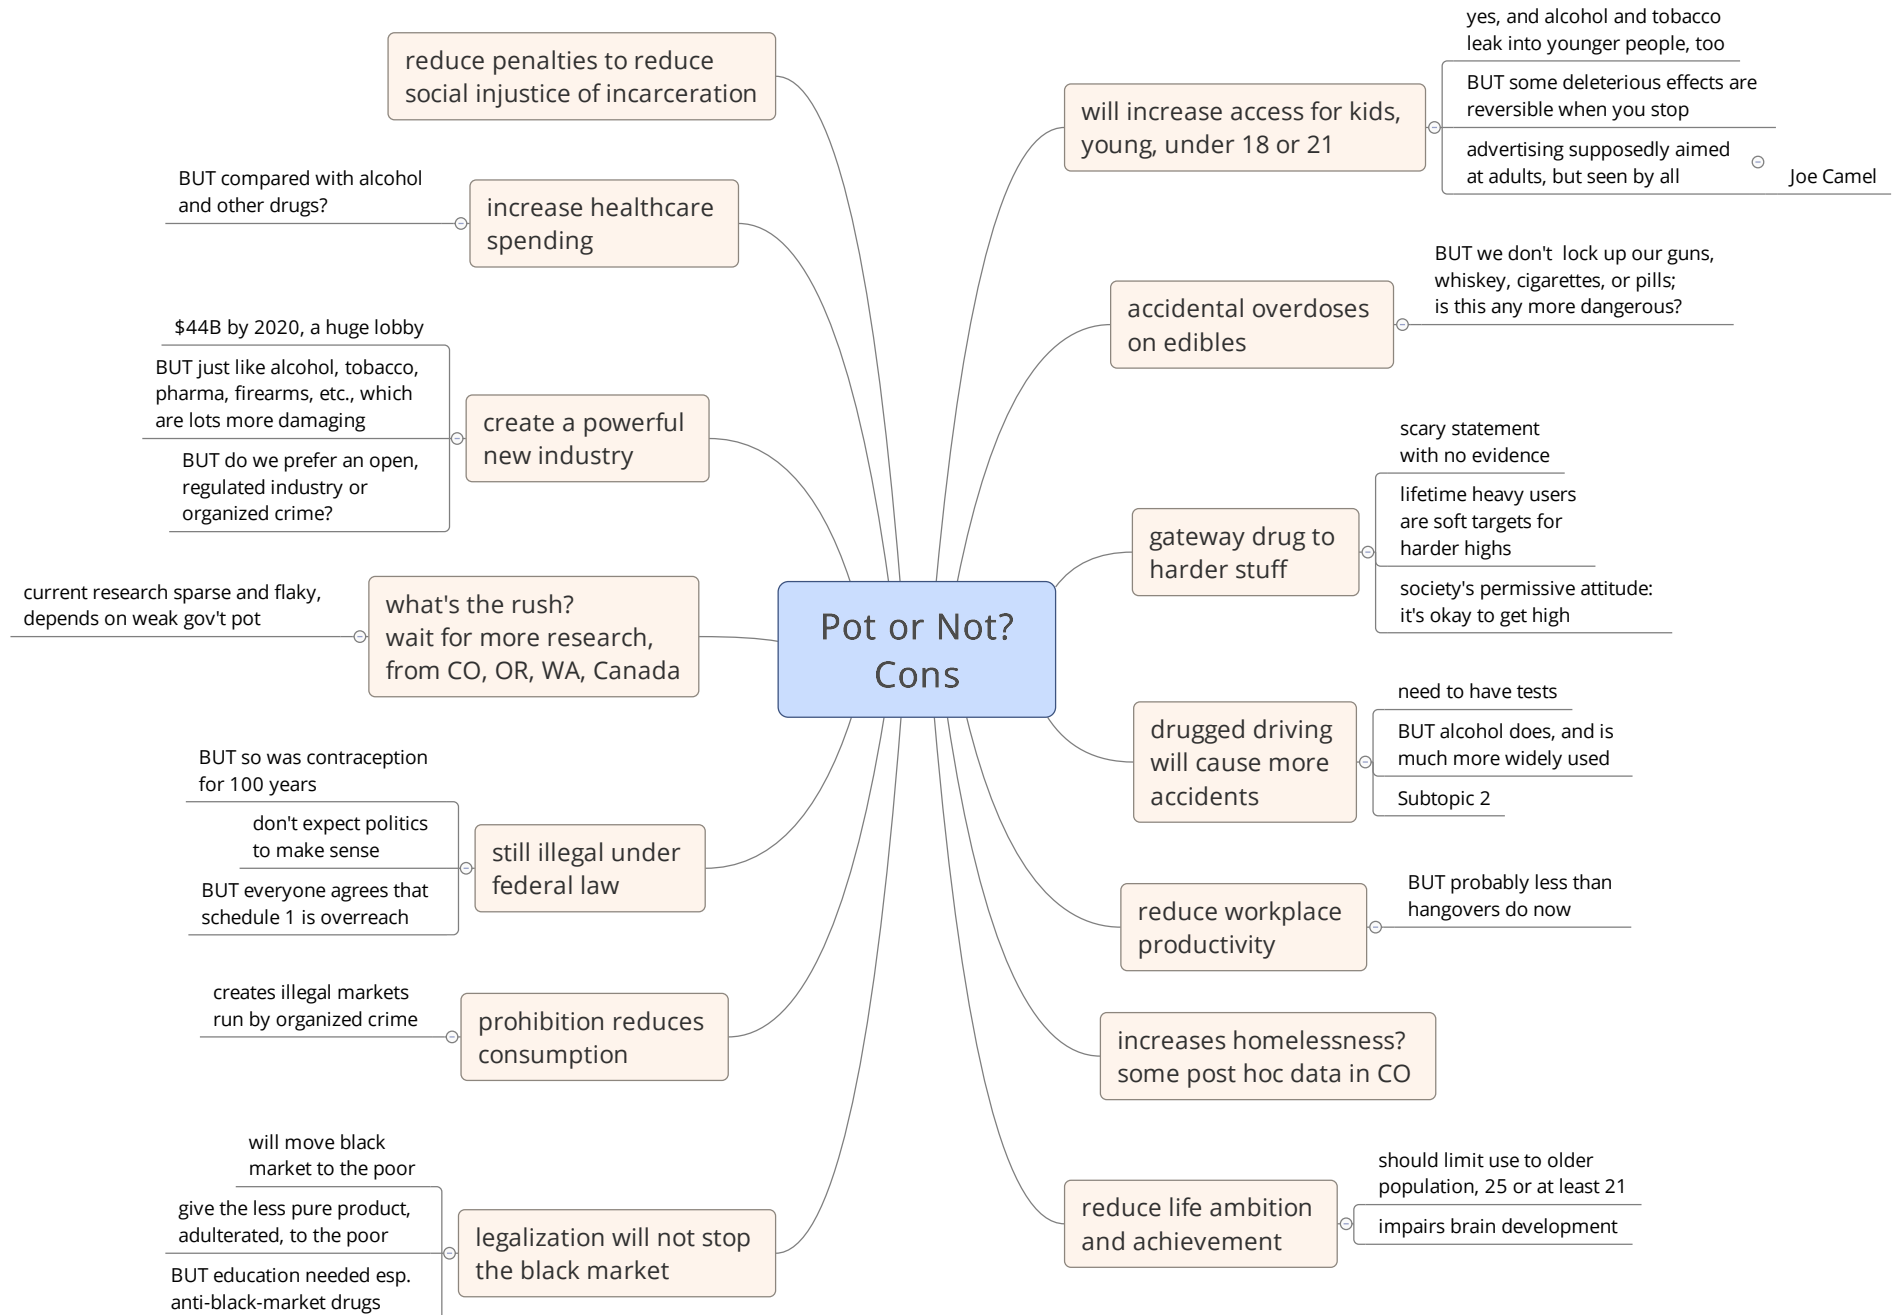 Pot or Not?
Cons
will increase access for kids,
young, under 18 or 21
yes, and alcohol and tobacco
leak into younger people, too
BUT some deleterious effects are
reversible when you stop
advertising supposedly aimed
at adults, but seen by all
Joe Camel
accidental overdoses
on edibles
BUT we don't  lock up our guns,
whiskey, cigarettes, or pills;
is this any more dangerous?
gateway drug to
harder stuff
scary statement
with no evidence
lifetime heavy users
are soft targets for
harder highs
society's permissive attitude:
it's okay to get high
drugged driving
will cause more
accidents
need to have tests
BUT alcohol does, and is
much more widely used
Subtopic 2
reduce workplace
productivity
BUT probably less than
hangovers do now
increases homelessness?
some post hoc data in CO
reduce life ambition
and achievement
should limit use to older
population, 25 or at least 21
impairs brain development
reduce penalties to reduce
social injustice of incarceration
increase healthcare
spending
BUT compared with alcohol
and other drugs?
create a powerful
new industry
$44B by 2020, a huge lobby
BUT just like alcohol, tobacco,
pharma, firearms, etc., which
are lots more damaging
BUT do we prefer an open,
regulated industry or
organized crime?
what's the rush?
wait for more research,
from CO, OR, WA, Canada
current research sparse and flaky,
depends on weak gov't pot
still illegal under
federal law
BUT so was contraception
for 100 years
don't expect politics
to make sense
BUT everyone agrees that
schedule 1 is overreach
prohibition reduces
consumption
creates illegal markets
run by organized crime
legalization will not stop
the black market
will move black
market to the poor
give the less pure product,
adulterated, to the poor
BUT education needed esp.
anti-black-market drugs